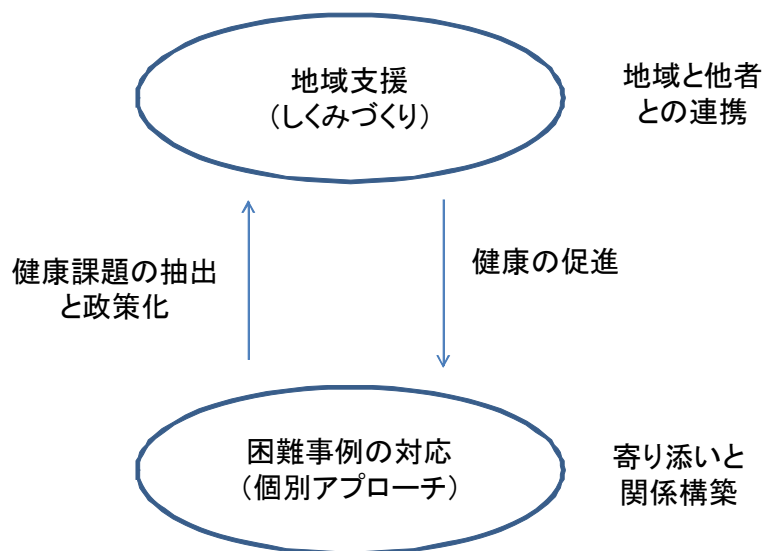 地域支援
(しくみづくり)
地域と他者
との連携
健康課題の抽出
と政策化
健康の促進
困難事例の対応
(個別アプローチ)
寄り添いと
関係構築